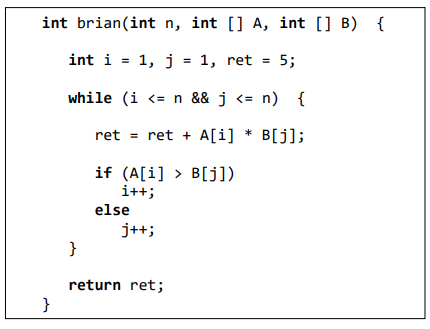 int brian(int n, int [] A, int [] B)  {
int i = 1, j = 1, ret = 5;
while (i <= n && j <= n)  {
ret = ret + A[i] * B[j];
if (A[i] > B[j])
i++;
else
j++;
}
return ret;
}